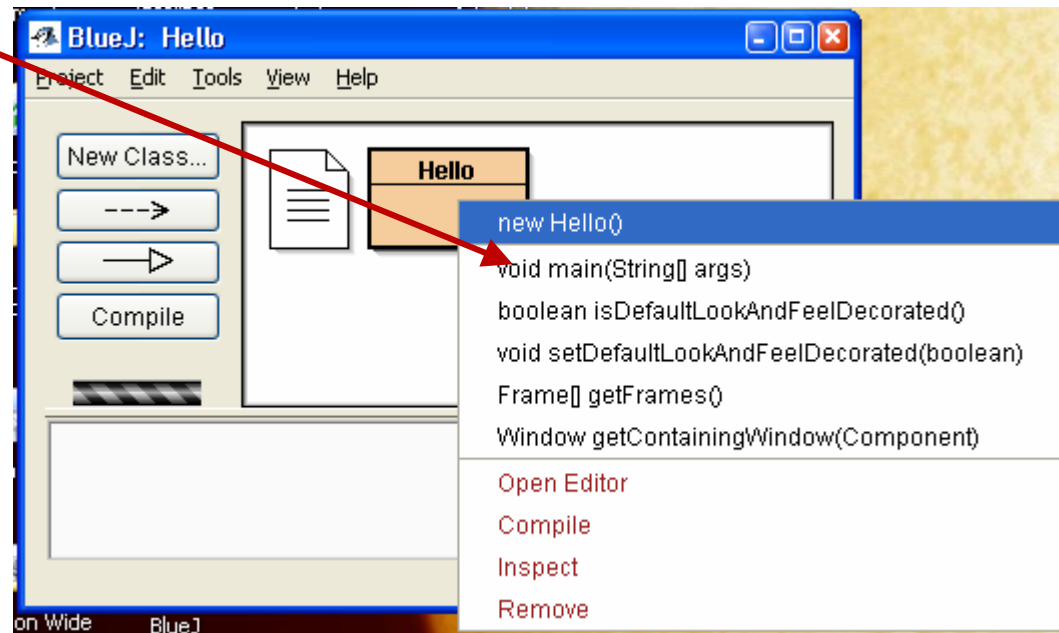 BlueJ: Hello
Project Edit Tools View Help
New Class...
Compile
Hello
new Hello()
void main(String[] args)
boolean isDefaultLookAndFeelDecorated()
void setDefaultLookAndFeelDecorated(boolean)
Frame[] getFrames()
Window getContainingWindow(Component)
Open Editor
Compile
Inspect
Remove
on Wide BlueJ